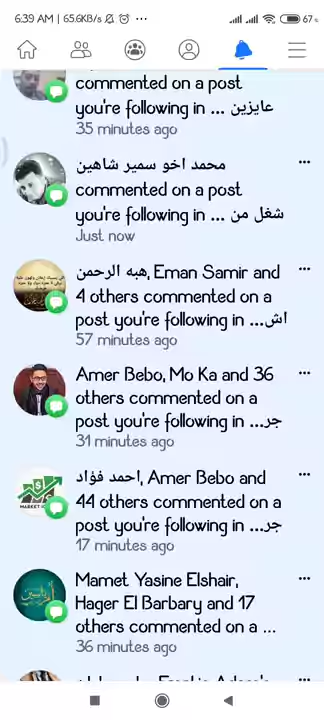 6:39 AM | 65.6KB/s
67
commented on a post
you're following in ... عايزين
35 minutes ago
محمد اخو سمير شاهين
commented on a post
you're following in ... شغل من
Just now
هبه الرحمن, Eman Samir and
4 others commented on a
post you're following in ...اش
57 minutes ago
Amer Bebo, Mo Ka and 36
others commented on a
post you're following in ...جر
31 minutes ago
احمد فؤاد, Amer Bebo and
44 others commented on a
post you're following in ...جر
17 minutes ago
Mamet Yasine Elshair,
Hager El Barbary and 17
others commented on a ...
36 minutes ago